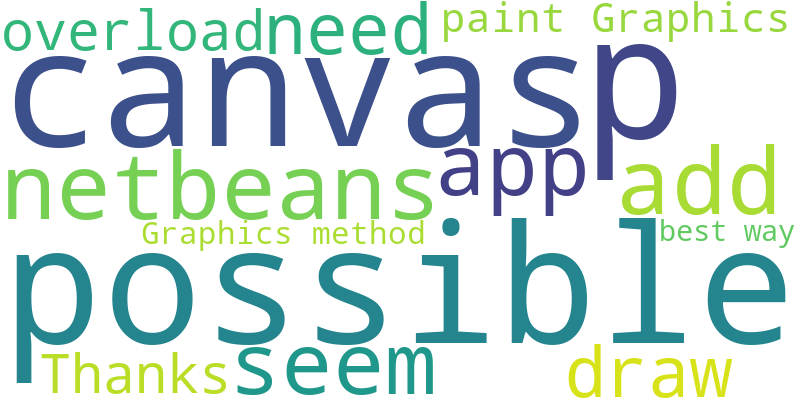 overload need paint Graphics
canvas p
netbeans app add
Graphics method best way
possible
Thanks seem draw